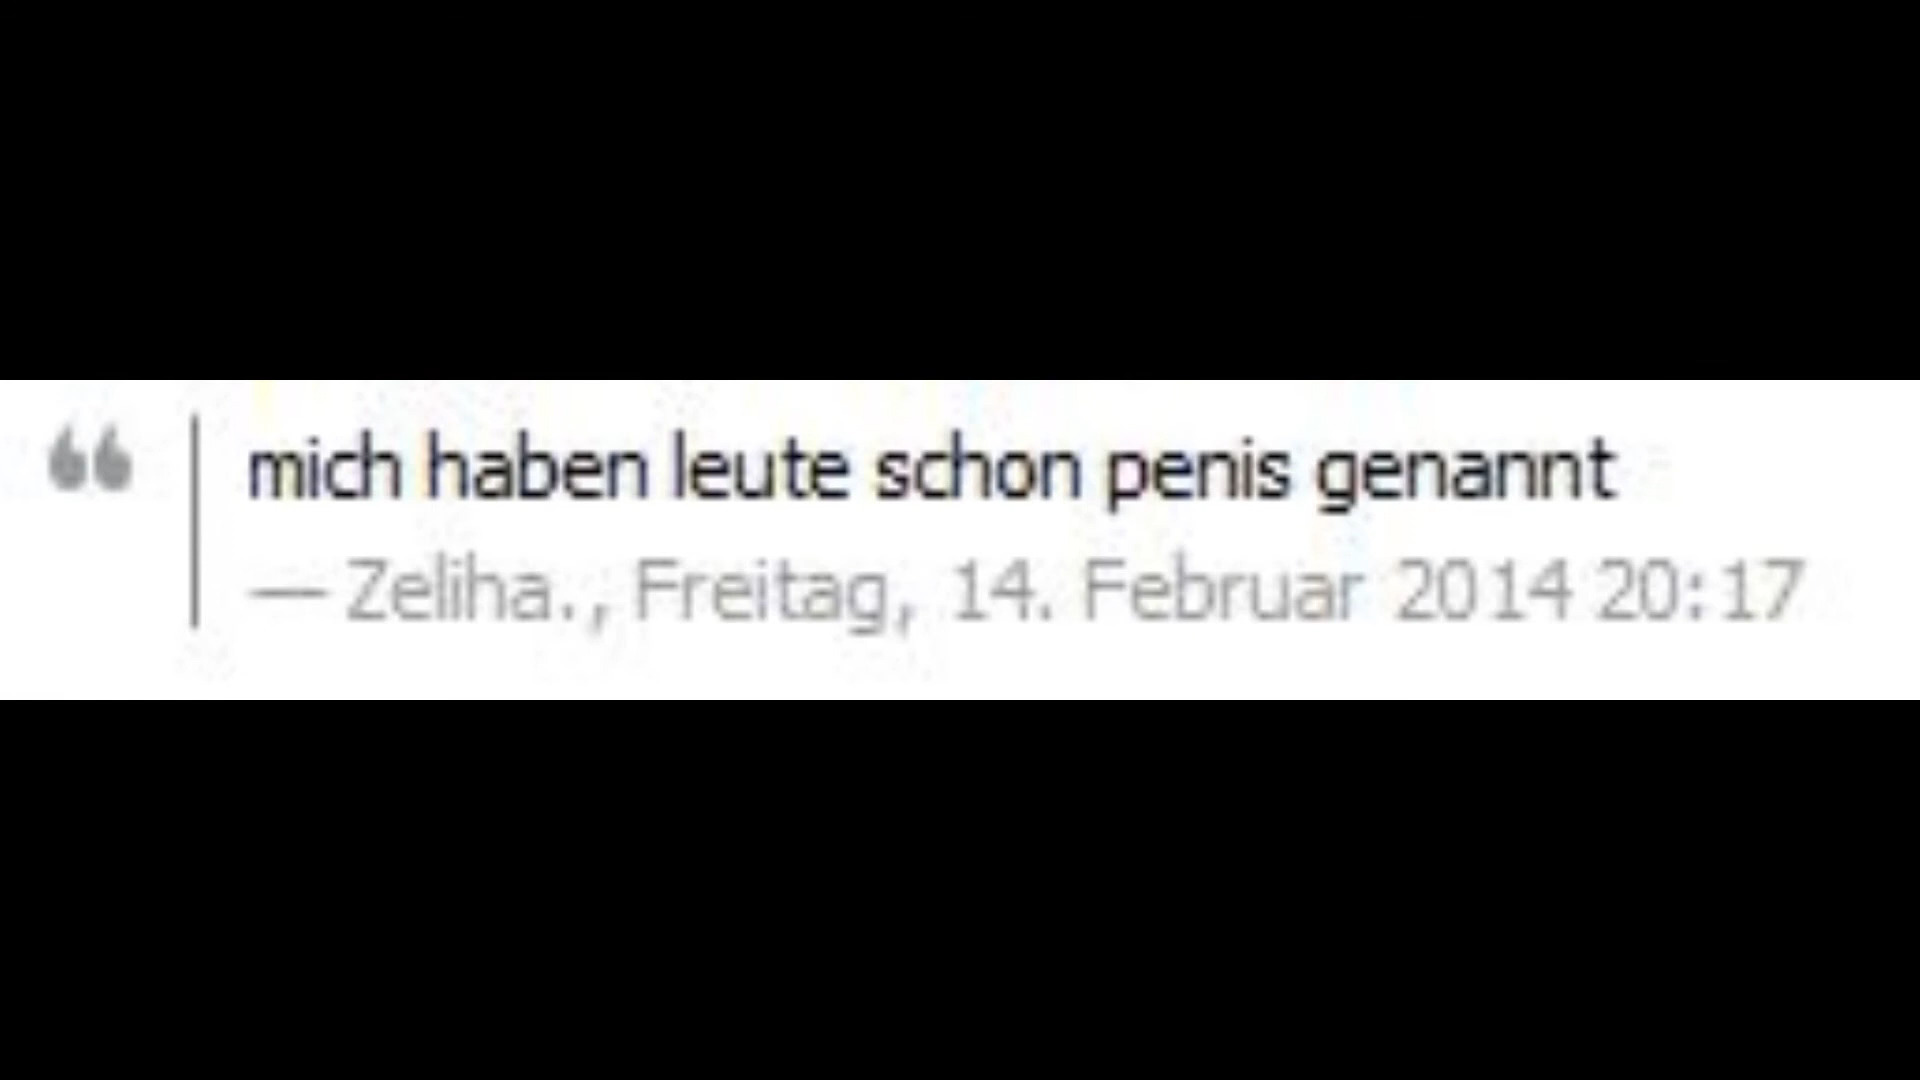 “ mich haben leute schon penis genannt
— Zeliha., Freitag, 14. Februar 2014 20:17